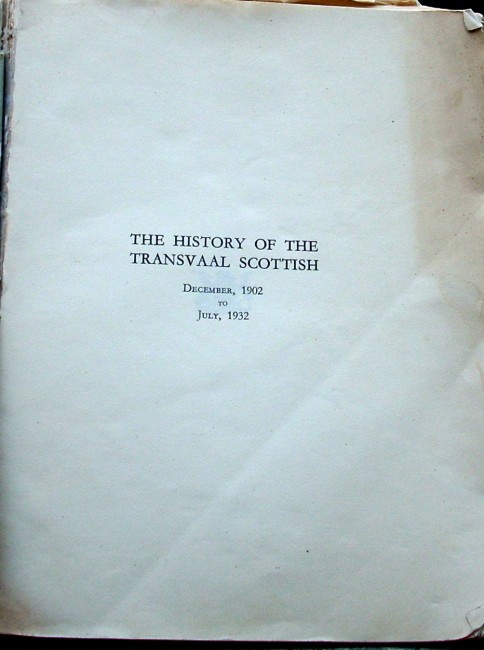 THE HISTORY OF THE
TRANSVAAL SCOTTISH
December, 1902
to
July, 1932